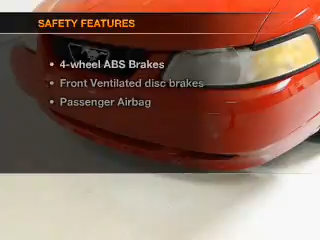 SAFETY FEATURES
• 4-wheel ABS Brakes
• Front Ventilated disc brakes
• Passenger Airbag